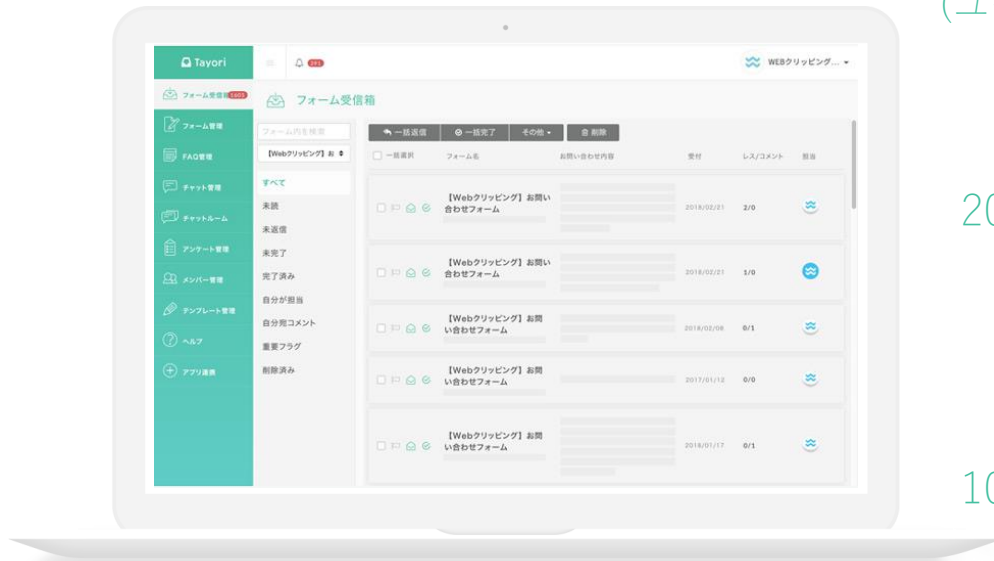 Tayori
WEBクリッピング...
フォーム受信箱
フォーム管理
FAQ管理
チャット管理
チャットルーム
アンケート管理
メンバー管理
テンプレート管理
ヘルプ
アプリ連携
フォーム受信箱
フォーム内を検索
【Webクリッピング】お
すべて
未読
未返信
未完了
完了済み
自分が担当
自分宛コメント
重要フラグ
削除済み
一括返信 一括完了 その他 削除
一括選択 フォーム名 お問い合わせ内容 受付 レス/コメント 担当
【Webクリッピング】お問い
合わせフォーム
2018/02/21 2/0
【Webクリッピング】お問い
合わせフォーム
2018/02/21 1/0
【Webクリッピング】お問
い合わせフォーム
2018/02/08 0/1
【Webクリッピング】お問
い合わせフォーム
2017/01/12 0/0
【Webクリッピング】お問
い合わせフォーム
2018/01/17 0/1
20
10